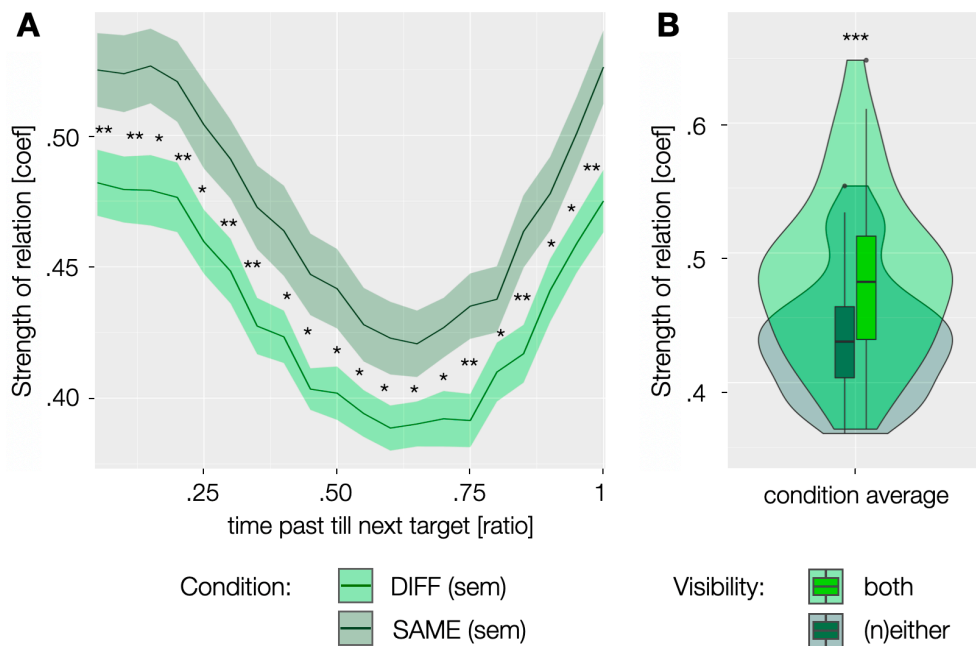 A
Strength of relation [coef]
.50
.45
.40
** ** * ** * ** ** * * * * * * * ** * ** * * **
.25 .50 .75 1
time past till next target [ratio]
Condition:
DIFF (sem)
SAME (sem)
B
***
Strength of relation [coef]
.6
.5
.4
condition average
Visibility:
both
(n)either